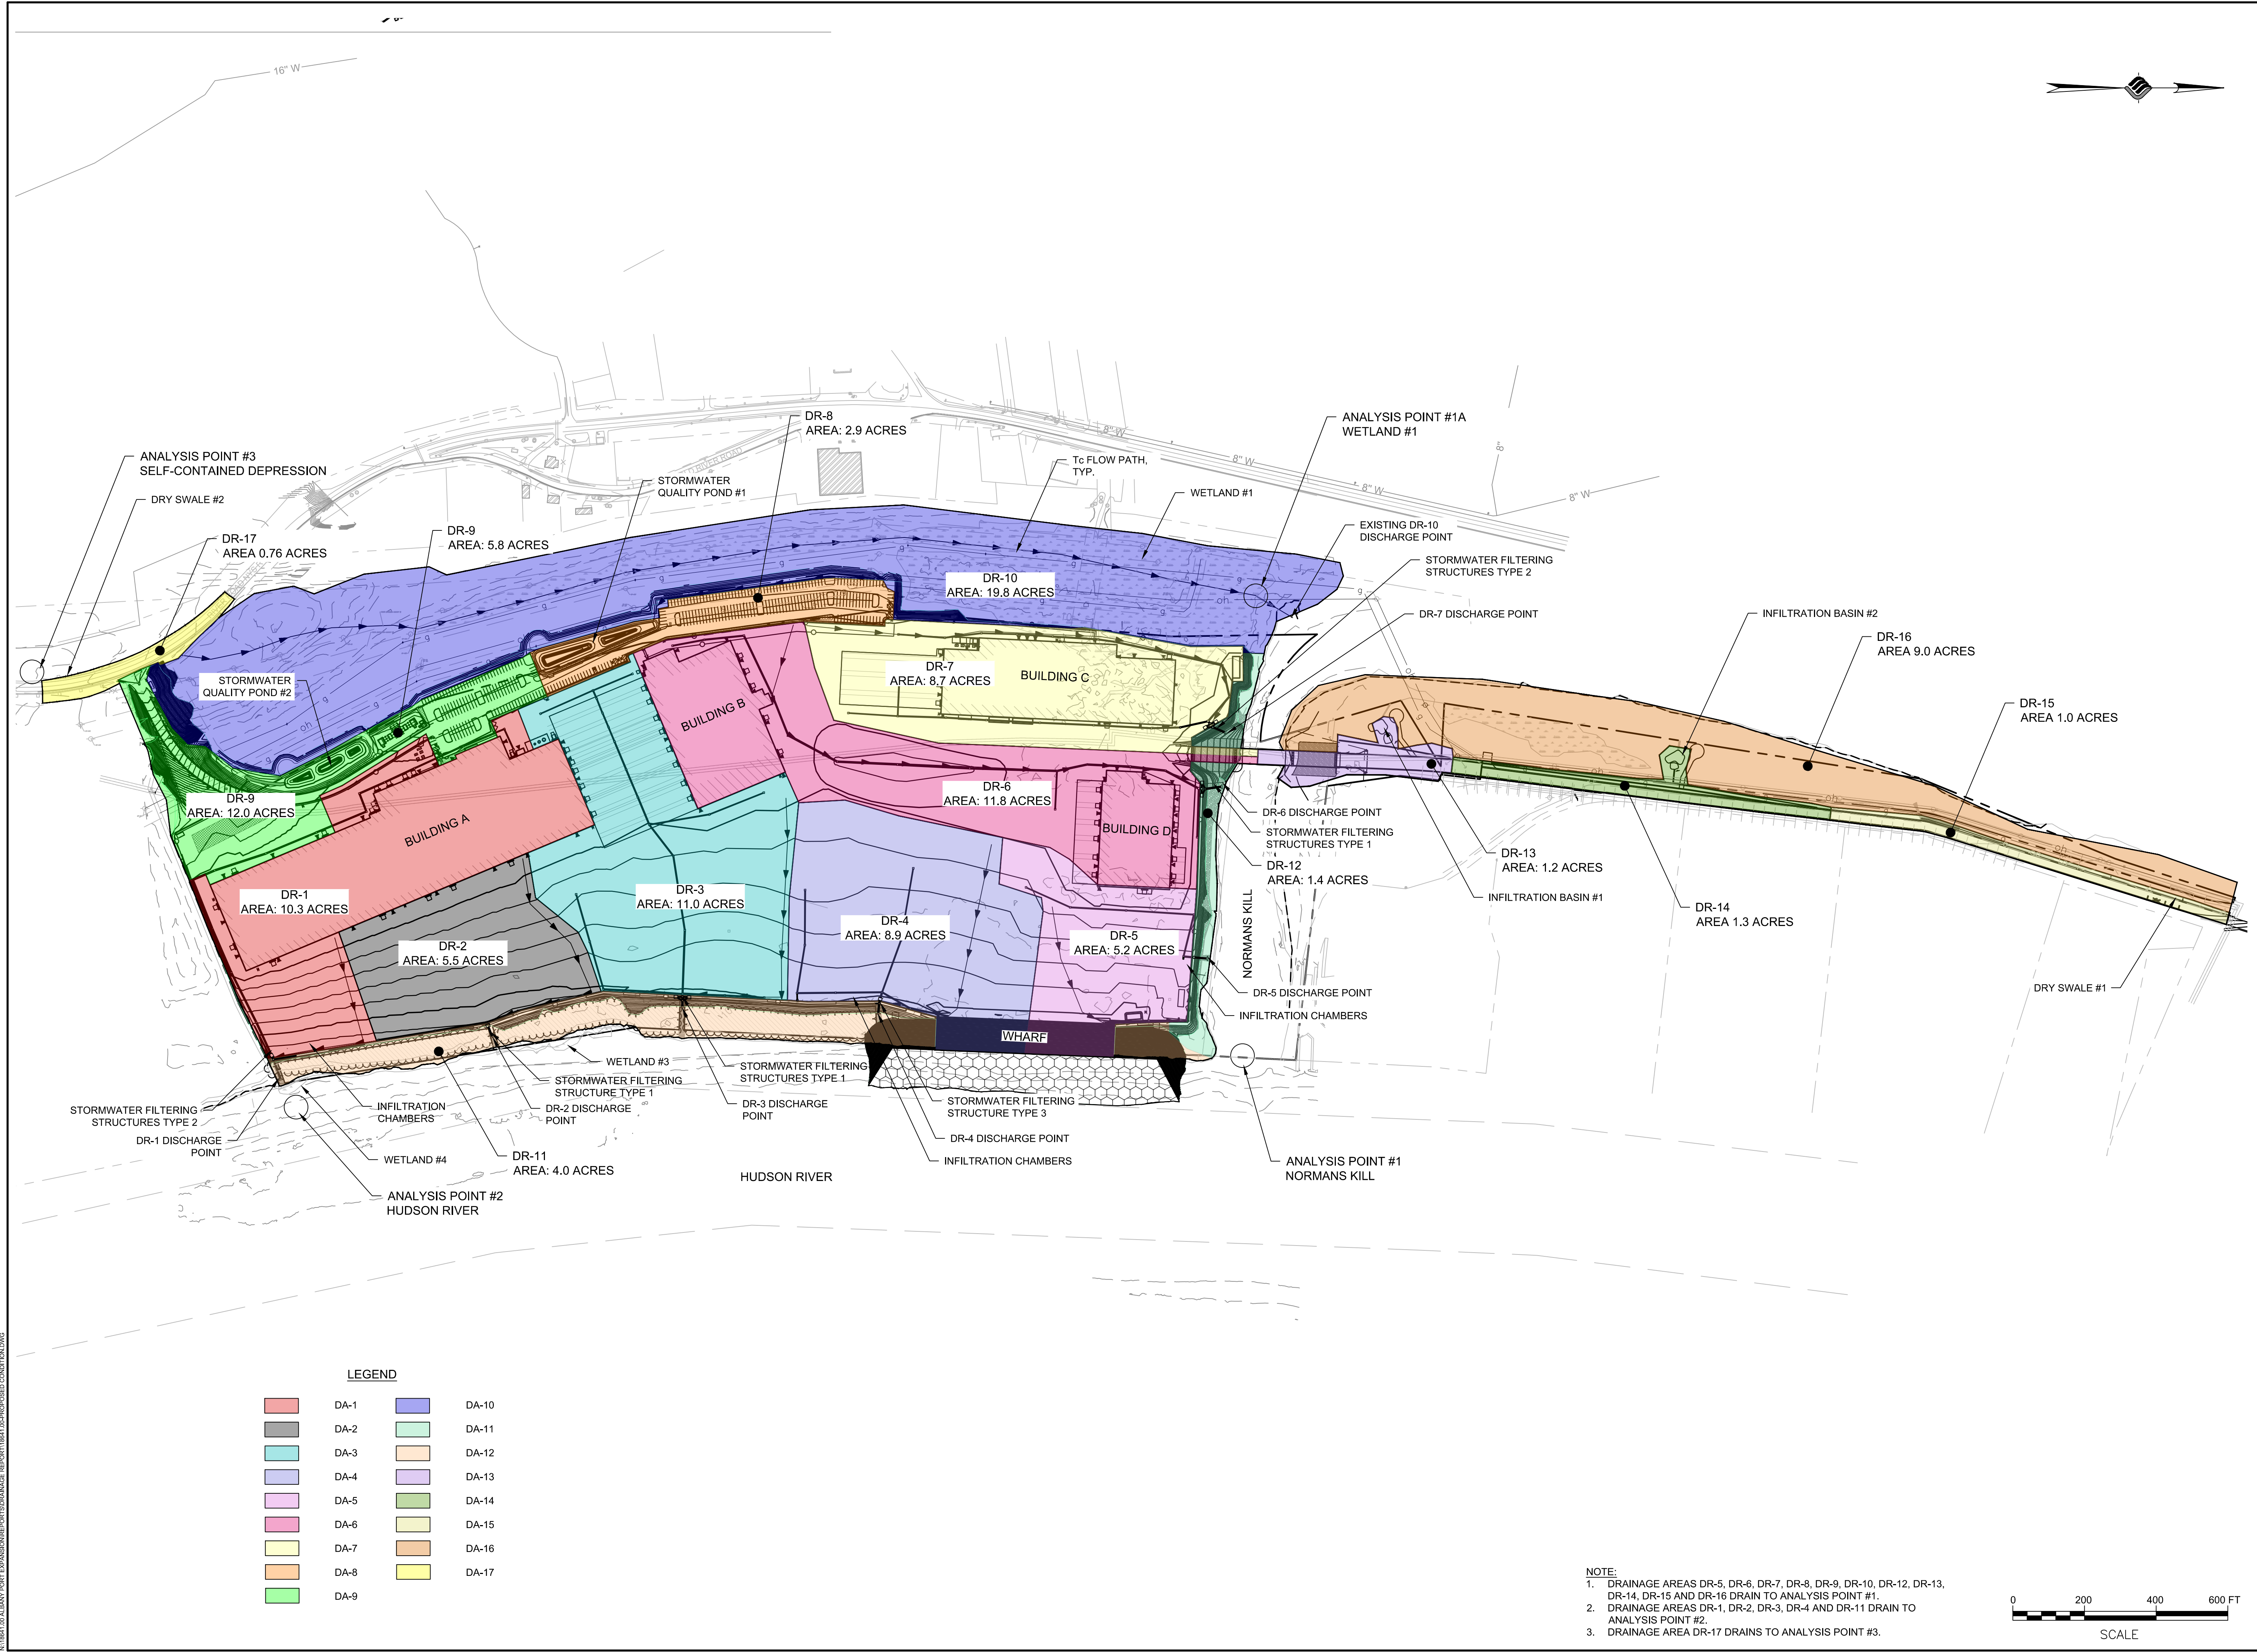 16" W
DR-8
AREA: 2.9 ACRES
ANALYSIS POINT #1A
WETLAND #1
8" W
8" W
8" W
8"
8" W
ANALYSIS POINT #3
SELF-CONTAINED DEPRESSION
OLD RIVER ROAD
Tc FLOW PATH,
TYP.
STORMWATER
QUALITY POND #1
WETLAND #1
DRY SWALE #2
DR-9
AREA: 5.8 ACRES
EXISTING DR-10
DISCHARGE POINT
DR-17
AREA 0.76 ACRES
STORMWATER FILTERING
STRUCTURES TYPE 2
DR-10
AREA: 19.8 ACRES
DR-7 DISCHARGE POINT
INFILTRATION BASIN #2
DR-16
AREA 9.0 ACRES
STORMWATER
QUALITY POND #2
DR-7
AREA: 8.7 ACRES
BUILDING C
BUILDING B
DR-15
AREA 1.0 ACRES
DR-6
AREA: 11.8 ACRES
DR-9
AREA: 12.0 ACRES
BUILDING A
BUILDING D
DR-6 DISCHARGE POINT
STORMWATER FILTERING
STRUCTURES TYPE 1
DR-12
AREA: 1.4 ACRES
DR-13
AREA: 1.2 ACRES
INFILTRATION BASIN #1
DR-14
AREA 1.3 ACRES
DR-1
AREA: 10.3 ACRES
DR-3
AREA: 11.0 ACRES
DR-4
AREA: 8.9 ACRES
DR-5
AREA: 5.2 ACRES
DR-2
AREA: 5.5 ACRES
NORMANS KILL
DR-5 DISCHARGE POINT
INFILTRATION CHAMBERS
DRY SWALE #1
WHARF
WETLAND #3
STORMWATER FILTERING
STRUCTURE TYPE 1
STORMWATER FILTERING
STRUCTURES TYPE 1
DR-2 DISCHARGE
POINT
DR-3 DISCHARGE
POINT
STORMWATER FILTERING
STRUCTURE TYPE 3
STORMWATER FILTERING
STRUCTURES TYPE 2
INFILTRATION
CHAMBERS
DR-1 DISCHARGE
POINT
DR-4 DISCHARGE POINT
INFILTRATION CHAMBERS
WETLAND #4
DR-11
AREA: 4.0 ACRES
HUDSON RIVER
ANALYSIS POINT #1
NORMANS KILL
ANALYSIS POINT #2
HUDSON RIVER
LEGEND
DA-1 DA-10
DA-2 DA-11
DA-3 DA-12
DA-4 DA-13
DA-5 DA-14
DA-6 DA-15
DA-7 DA-16
DA-8 DA-17
DA-9
NOTE:
1. DRAINAGE AREAS DR-5, DR-6, DR-7, DR-8, DR-9, DR-10, DR-12, DR-13,
DR-14, DR-15 AND DR-16 DRAIN TO ANALYSIS POINT #1.
2. DRAINAGE AREAS DR-1, DR-2, DR-3, DR-4 AND DR-11 DRAIN TO
ANALYSIS POINT #2.
3. DRAINAGE AREA DR-17 DRAINS TO ANALYSIS POINT #3.
0 200 400 600 FT
SCALE
N:\18641.00 ALBANY PORT EXPANSION\REPORTS\DRAINAGE REPORT\18641.00-PROPOSED CONDITION.DWG